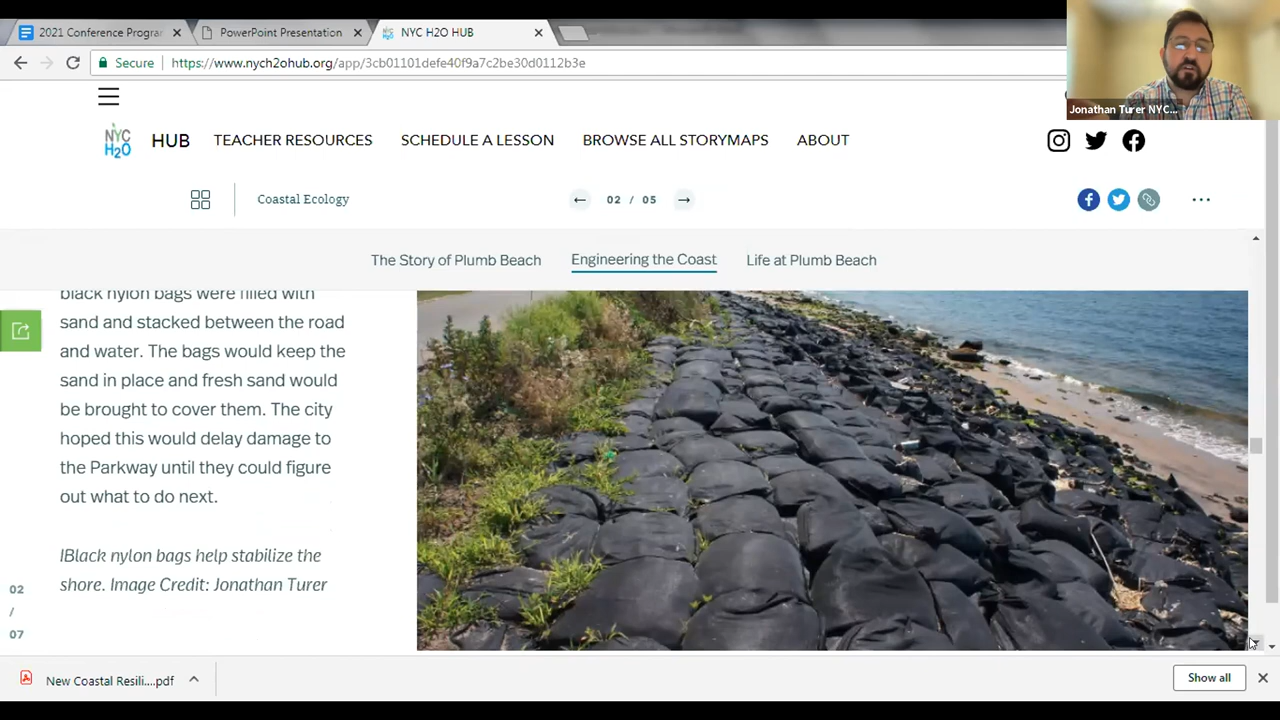 2021 Conference Progra
PowerPoint Presentation
NYC H2O HUB
Secure
https://www.nych2ohub.org/app/3cb01101defe40f9a7c2be30d0112b3e
Jonathan Turer NYC...
NYC
H2O
HUB
TEACHER RESOURCES
SCHEDULE A LESSON
BROWSE ALL STORYMAPS
ABOUT
Coastal Ecology
02 / 05
The Story of Plumb Beach
Engineering the Coast
Life at Plumb Beach
black nylon bags were filled with
sand and stacked between the road
and water. The bags would keep the
sand in place and fresh sand would
be brought to cover them. The city
hoped this would delay damage to
the Parkway until they could figure
out what to do next.
lBlack nylon bags help stabilize the
shore. Image Credit: Jonathan Turer
02
/
07
New Coastal Resili....pdf
Show all